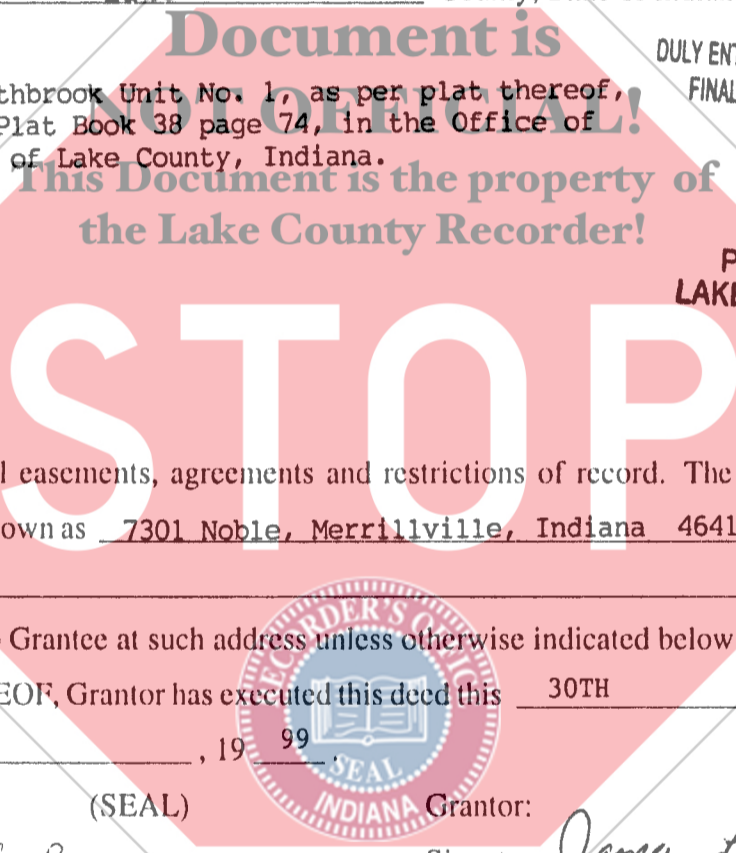 Document is
DULY ENT
thbrook Unit No. 1, as per plat thereof,
FINAL
NOT OFFICIAL!
Plat Book 38 page 74, in the Office of
of Lake County, Indiana.
This Document is the property of
the Lake County Recorder!
P
LAKE
STOP
l easements, agreements and restrictions of record. The
own as 7301 Noble, Merrillville, Indiana 4641
Grantee at such address unless otherwise indicated below
EOF, Grantor has executed this deed this 30TH
, 19 99 .
RECORDER'S OFFICE
SEAL
INDIANA
(SEAL) Grantor: